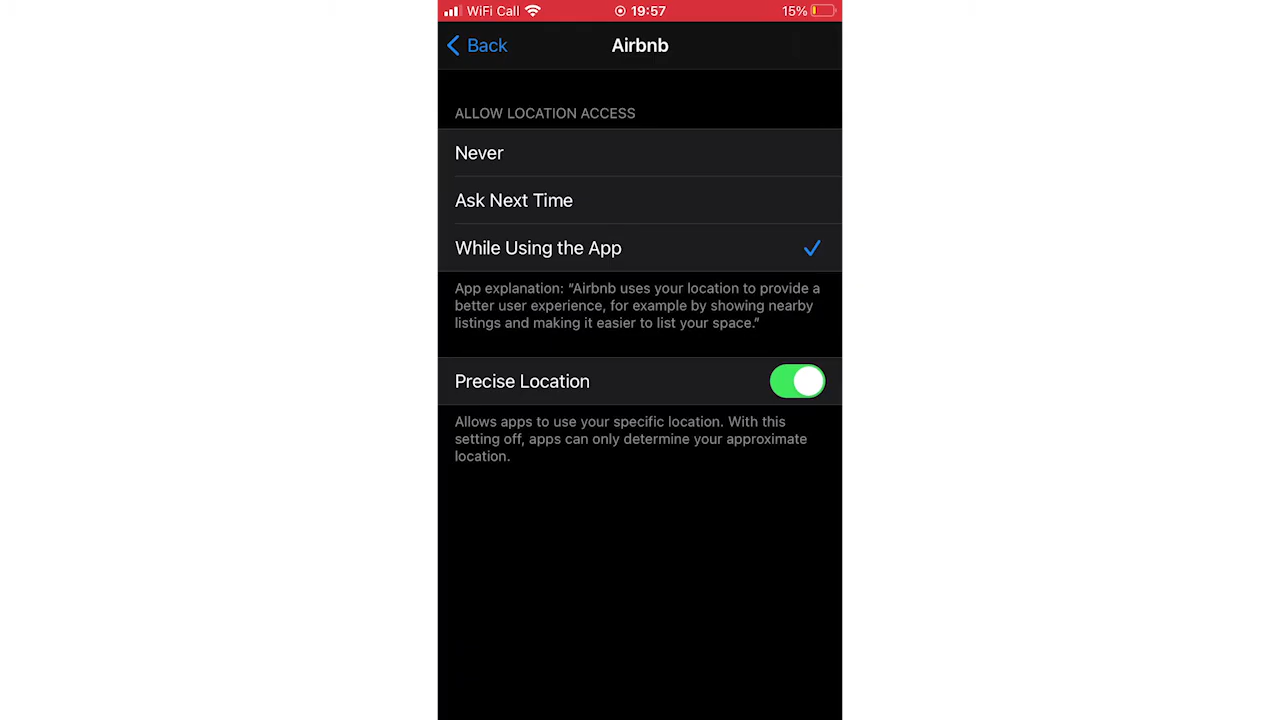 WiFi Call 19:57 15%
Back Airbnb
ALLOW LOCATION ACCESS
Never
Ask Next Time
While Using the App
App explanation: “Airbnb uses your location to provide a
better user experience, for example by showing nearby
listings and making it easier to list your space.”
Precise Location
Allows apps to use your specific location. With this
setting off, apps can only determine your approximate
location.